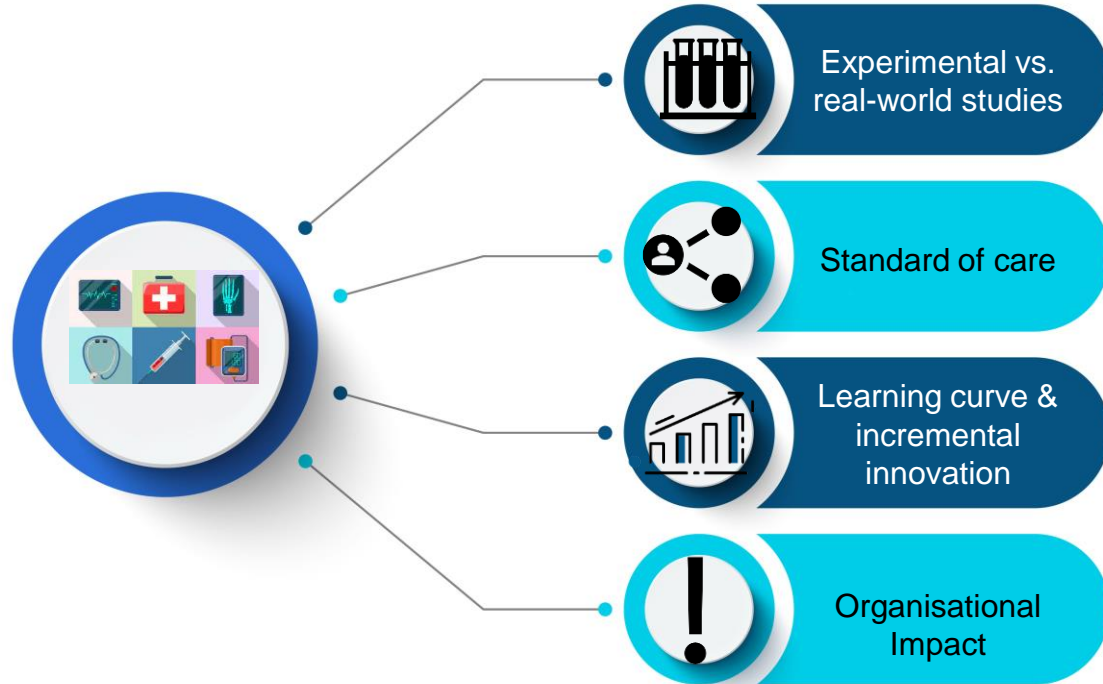 Experimental vs.
real-world studies
Standard of care
Learning curve &
incremental
innovation
Organisational
Impact